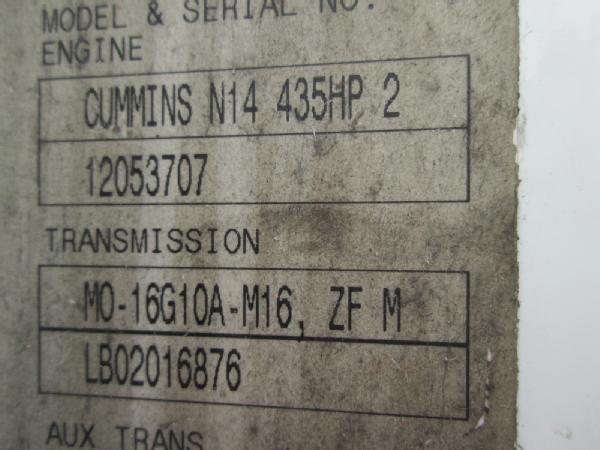 MODEL & SERIAL NO.
ENGINE
CUMMINS N14 435HP 2
12053707
TRANSMISSION
MO-16G10A-M16, ZF M
LB02016876
AUX TRANS